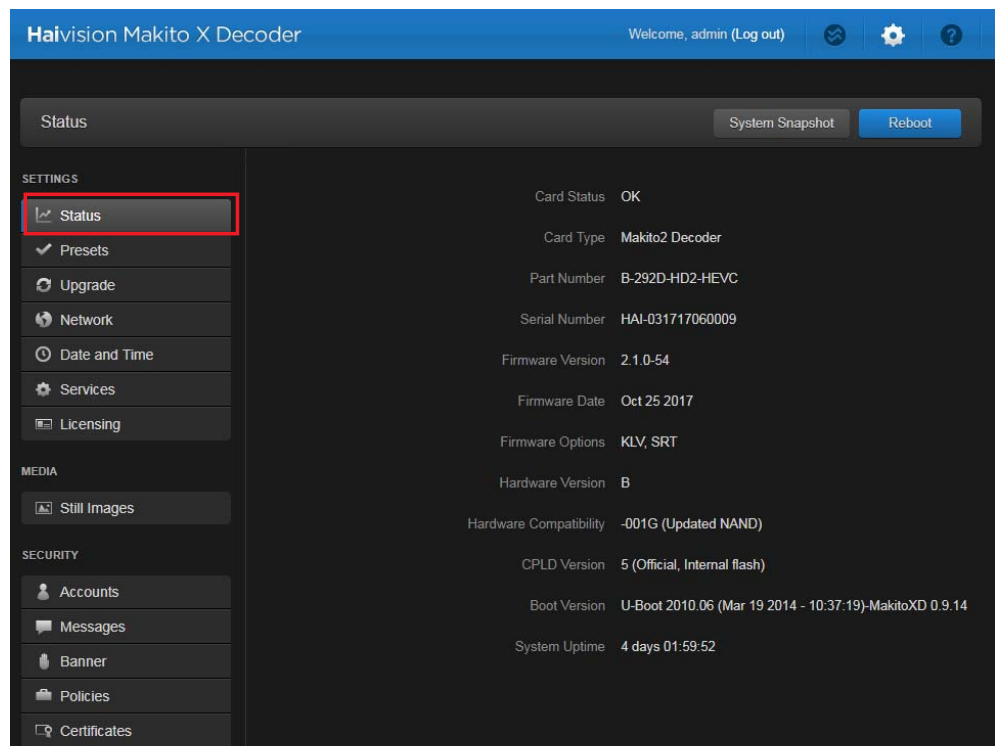 Haivision Makito X Decoder
Welcome, admin (Log out)
?
Status
System Snapshot
Reboot
SETTINGS
Status
Presets
Upgrade
Network
Date and Time
Services
Licensing
MEDIA
Still Images
SECURITY
Accounts
Messages
Banner
Policies
Certificates
Card Status OK
Card Type Makito2 Decoder
Part Number B-292D-HD2-HEVC
Serial Number HAI-031717060009
Firmware Version 2.1.0-54
Firmware Date Oct 25 2017
Firmware Options KLV, SRT
Hardware Version B
Hardware Compatibility -001G (Updated NAND)
CPLD Version 5 (Official, Internal flash)
Boot Version U-Boot 2010.06 (Mar 19 2014 - 10:37:19)-MakitoXD 0.9.14
System Uptime 4 days 01:59:52